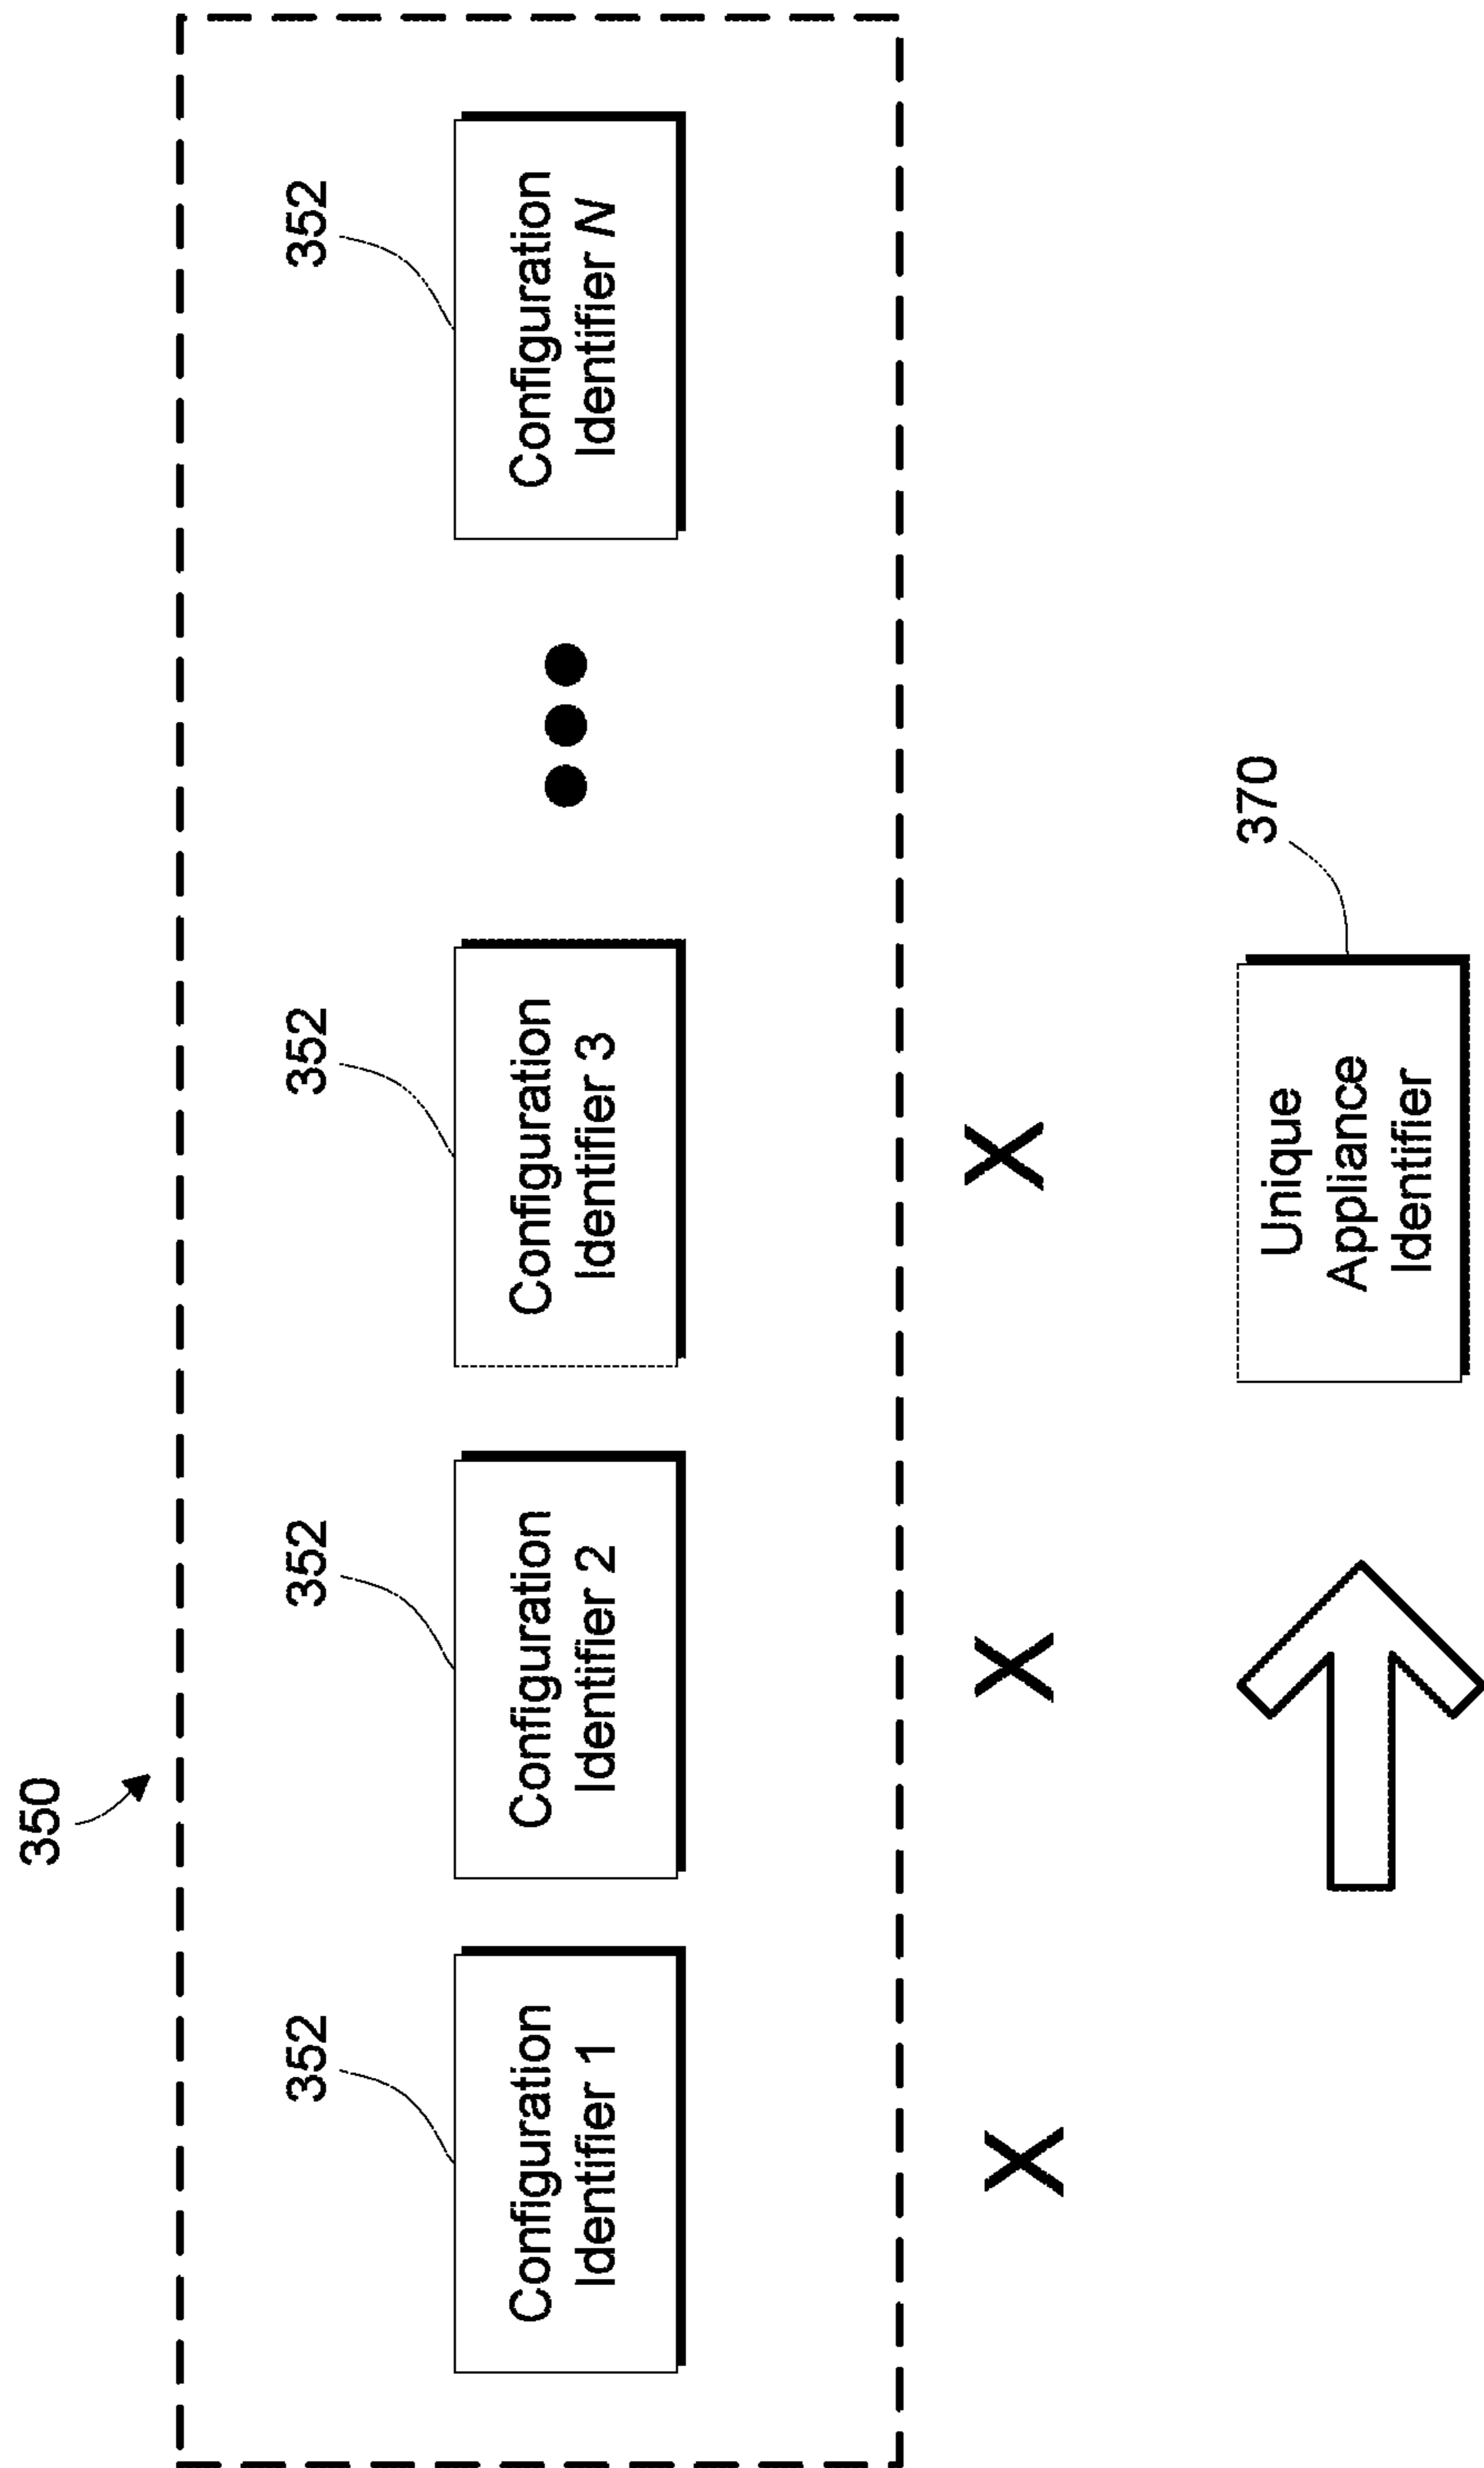 350
352
352
352
352
Configuration
Identifier 1
Configuration
Identifier 2
Configuration
Identifier 3
Configuration
Identifier N
X
X
X
370
Unique
Appliance
Identifier